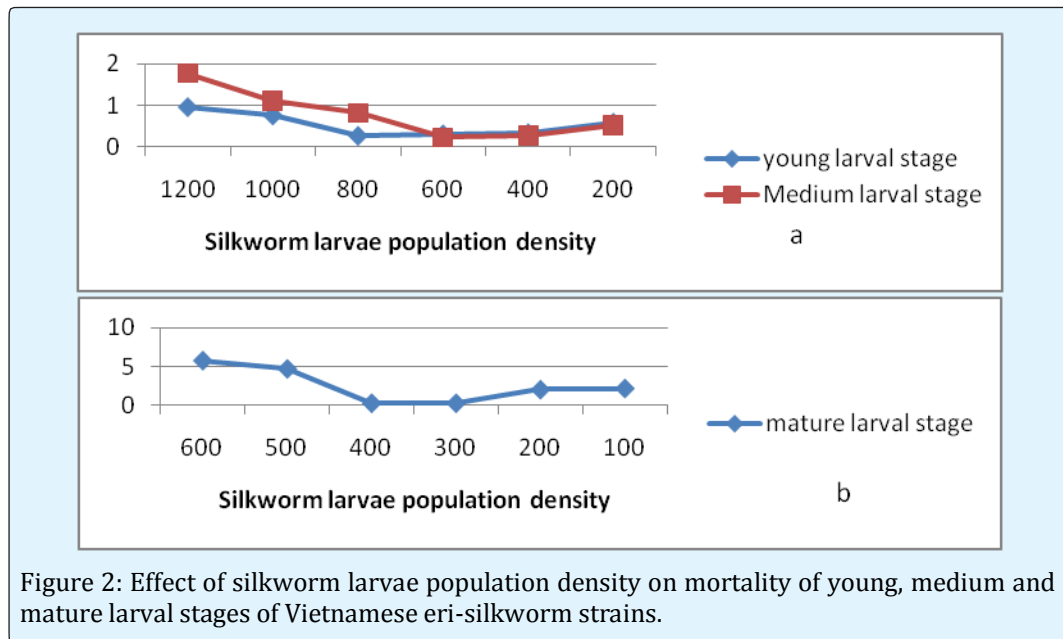 2
1
0
1200 1000 800 600 400 200
Silkworm larvae population density
young larval stage
Medium larval stage
a
10
5
0
600 500 400 300 200 100
Silkworm larvae population density
mature larval stage
b
Figure 2: Effect of silkworm larvae population density on mortality of young, medium and
mature larval stages of Vietnamese eri-silkworm strains.